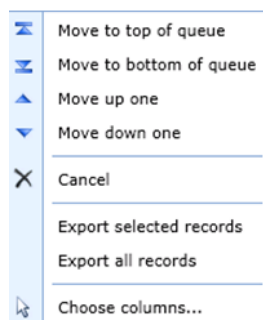 Move to top of queue
Move to bottom of queue
Move up one
Move down one
Cancel
Export selected records
Export all records
Choose columns...